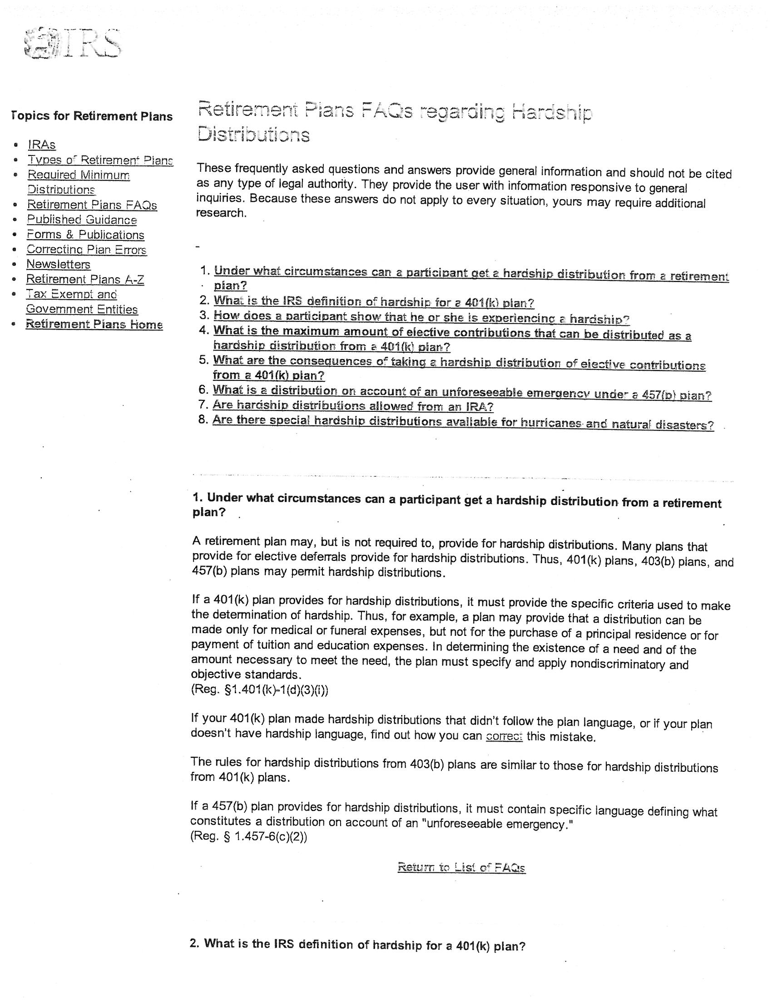 IRS
Topics for Retirement Plans
• IRAs
• Types of Retirement Plans
• Required Minimum
Distributions
• Retirement Plans FAQs
• Published Guidance
• Forms & Publications
• Correcting Plan Errors
• Newsletters
• Retirement Plans A-Z
• Tax Exempt and
Government Entities
• Retirement Plans Home
Retirement Plans FAQs regarding Hardship
Distributions
These frequently asked questions and answers provide general information and should not be cited
as any type of legal authority. They provide the user with information responsive to general
inquiries. Because these answers do not apply to every situation, yours may require additional
research.
-
1. Under what circumstances can a participant get a hardship distribution from a retirement
plan?
2. What is the IRS definition of hardship for a 401(k) plan?
3. How does a participant show that he or she is experiencing a hardship?
4. What is the maximum amount of elective contributions that can be distributed as a
hardship distribution from a 401(k) plan?
5. What are the consequences of taking a hardship distribution of elective contributions
from a 401(k) plan?
6. What is a distribution on account of an unforeseeable emergency under a 457(b) plan?
7. Are hardship distributions allowed from an IRA?
8. Are there special hardship distributions available for hurricanes and natural disasters?
1. Under what circumstances can a participant get a hardship distribution from a retirement
plan?
A retirement plan may, but is not required to, provide for hardship distributions. Many plans that
provide for elective deferrals provide for hardship distributions. Thus, 401(k) plans, 403(b) plans, and
457(b) plans may permit hardship distributions.
If a 401(k) plan provides for hardship distributions, it must provide the specific criteria used to make
the determination of hardship. Thus, for example, a plan may provide that a distribution can be
made only for medical or funeral expenses, but not for the purchase of a principal residence or for
payment of tuition and education expenses. In determining the existence of a need and of the
amount necessary to meet the need, the plan must specify and apply nondiscriminatory and
objective standards.
(Reg. §1.401(k)-1(d)(3)(i))
If your 401(k) plan made hardship distributions that didn't follow the plan language, or if your plan
doesn't have hardship language, find out how you can correct this mistake.
The rules for hardship distributions from 403(b) plans are similar to those for hardship distributions
from 401(k) plans.
If a 457(b) plan provides for hardship distributions, it must contain specific language defining what
constitutes a distribution on account of an "unforeseeable emergency."
(Reg. § 1.457-6(c)(2))
Return to List of FAQs
2. What is the IRS definition of hardship for a 401(k) plan?